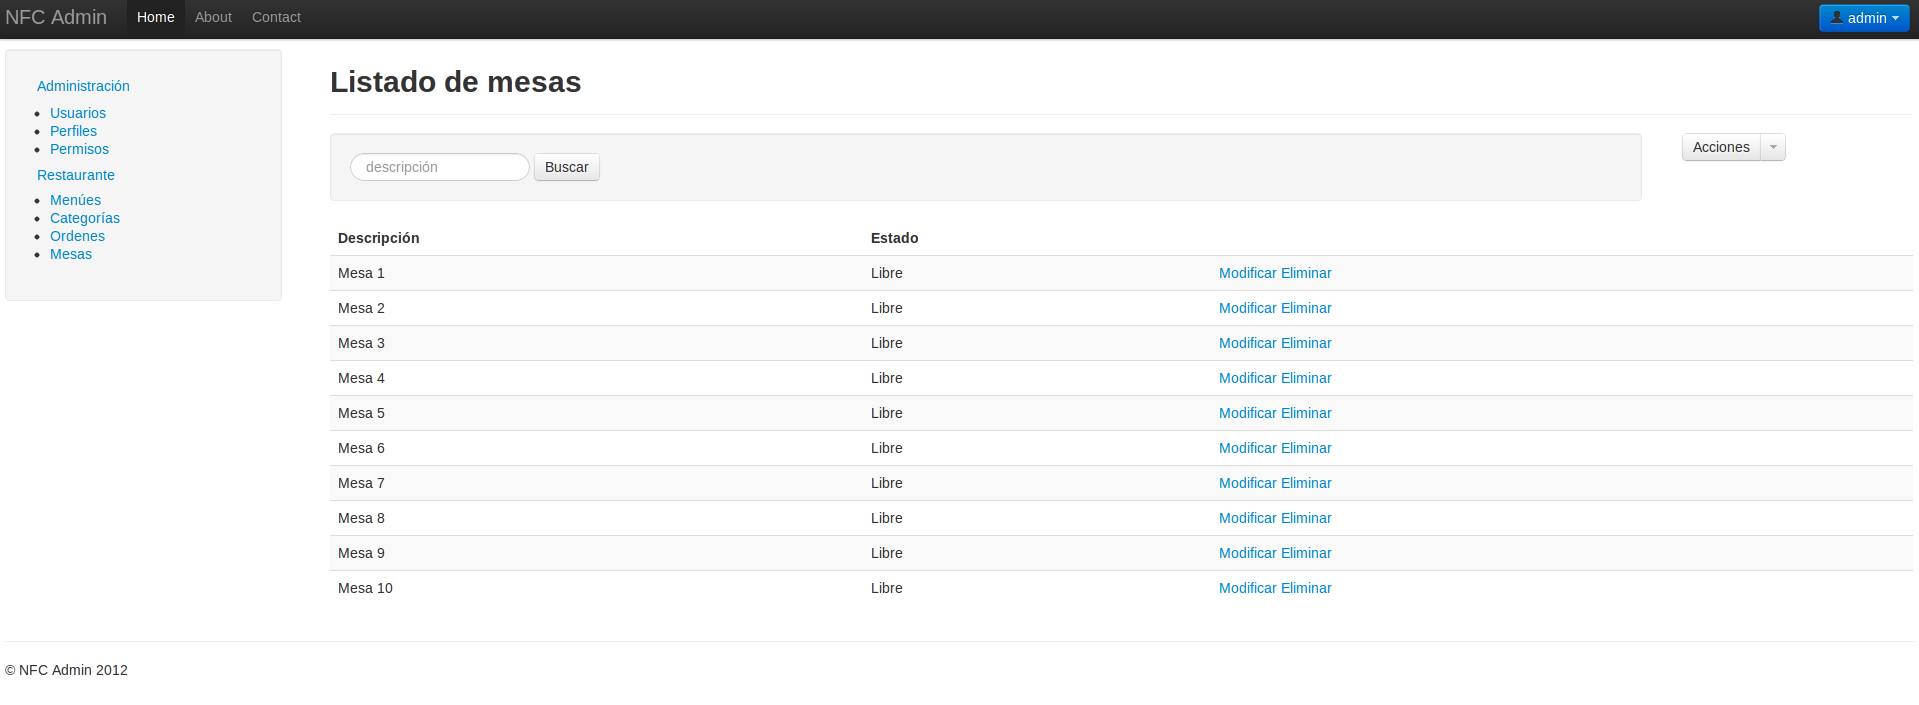 NFC Admin Home About Contact admin
Administración
Usuarios
Perfiles
Permisos
Restaurante
Menúes
Categorías
Ordenes
Mesas
Listado de mesas
descripción Buscar Acciones
Descripción Estado
Mesa 1 Libre Modificar Eliminar
Mesa 2 Libre Modificar Eliminar
Mesa 3 Libre Modificar Eliminar
Mesa 4 Libre Modificar Eliminar
Mesa 5 Libre Modificar Eliminar
Mesa 6 Libre Modificar Eliminar
Mesa 7 Libre Modificar Eliminar
Mesa 8 Libre Modificar Eliminar
Mesa 9 Libre Modificar Eliminar
Mesa 10 Libre Modificar Eliminar
© NFC Admin 2012